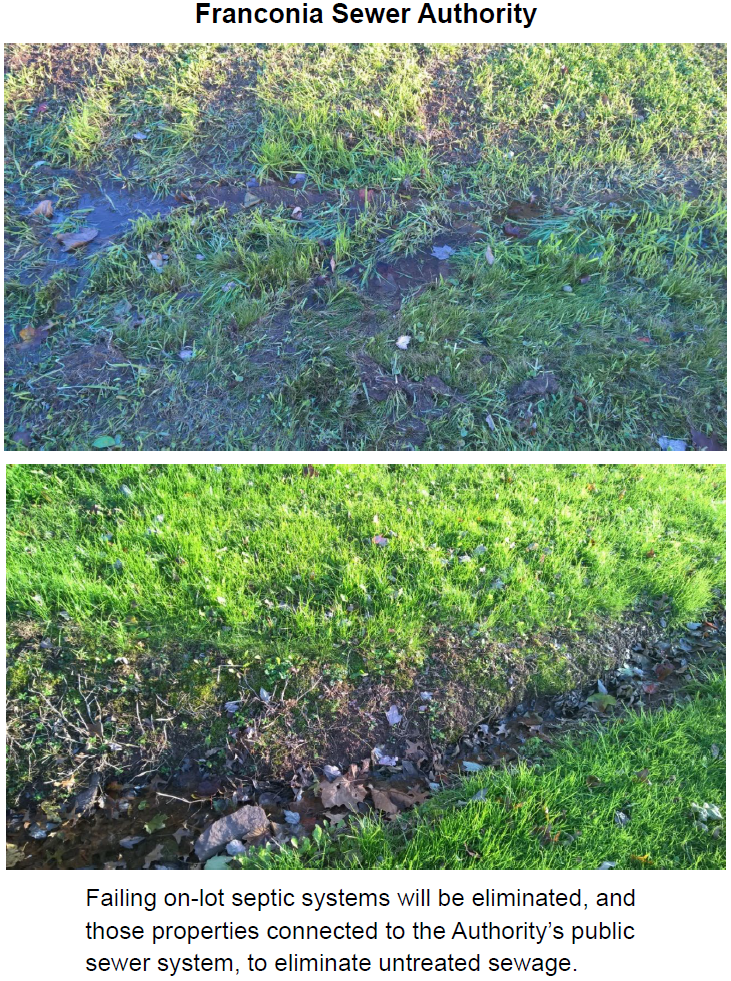 Franconia Sewer Authority
Failing on-lot septic systems will be eliminated, and
those properties connected to the Authority’s public
sewer system, to eliminate untreated sewage.